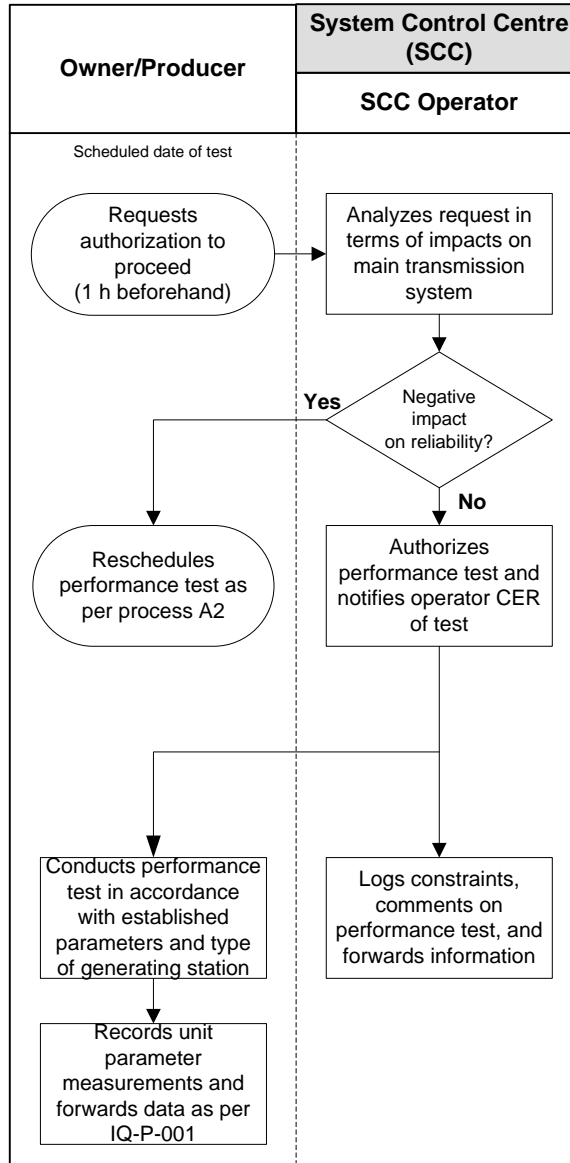 Owner/Producer
System Control Centre
(SCC)
SCC Operator
Scheduled date of test
Requests
authorization to
proceed
(1 h beforehand)
Analyzes request in
terms of impacts on
main transmission
system
Yes
Negative
impact
on reliability?
No
Reschedules
performance test as
per process A2
Authorizes
performance test and
notifies operator CER
of test
Conducts performance
test in accordance
with established
parameters and type
of generating station
Logs constraints,
comments on
performance test, and
forwards information
Records unit
parameter
measurements and
forwards data as per
IQ-P-001